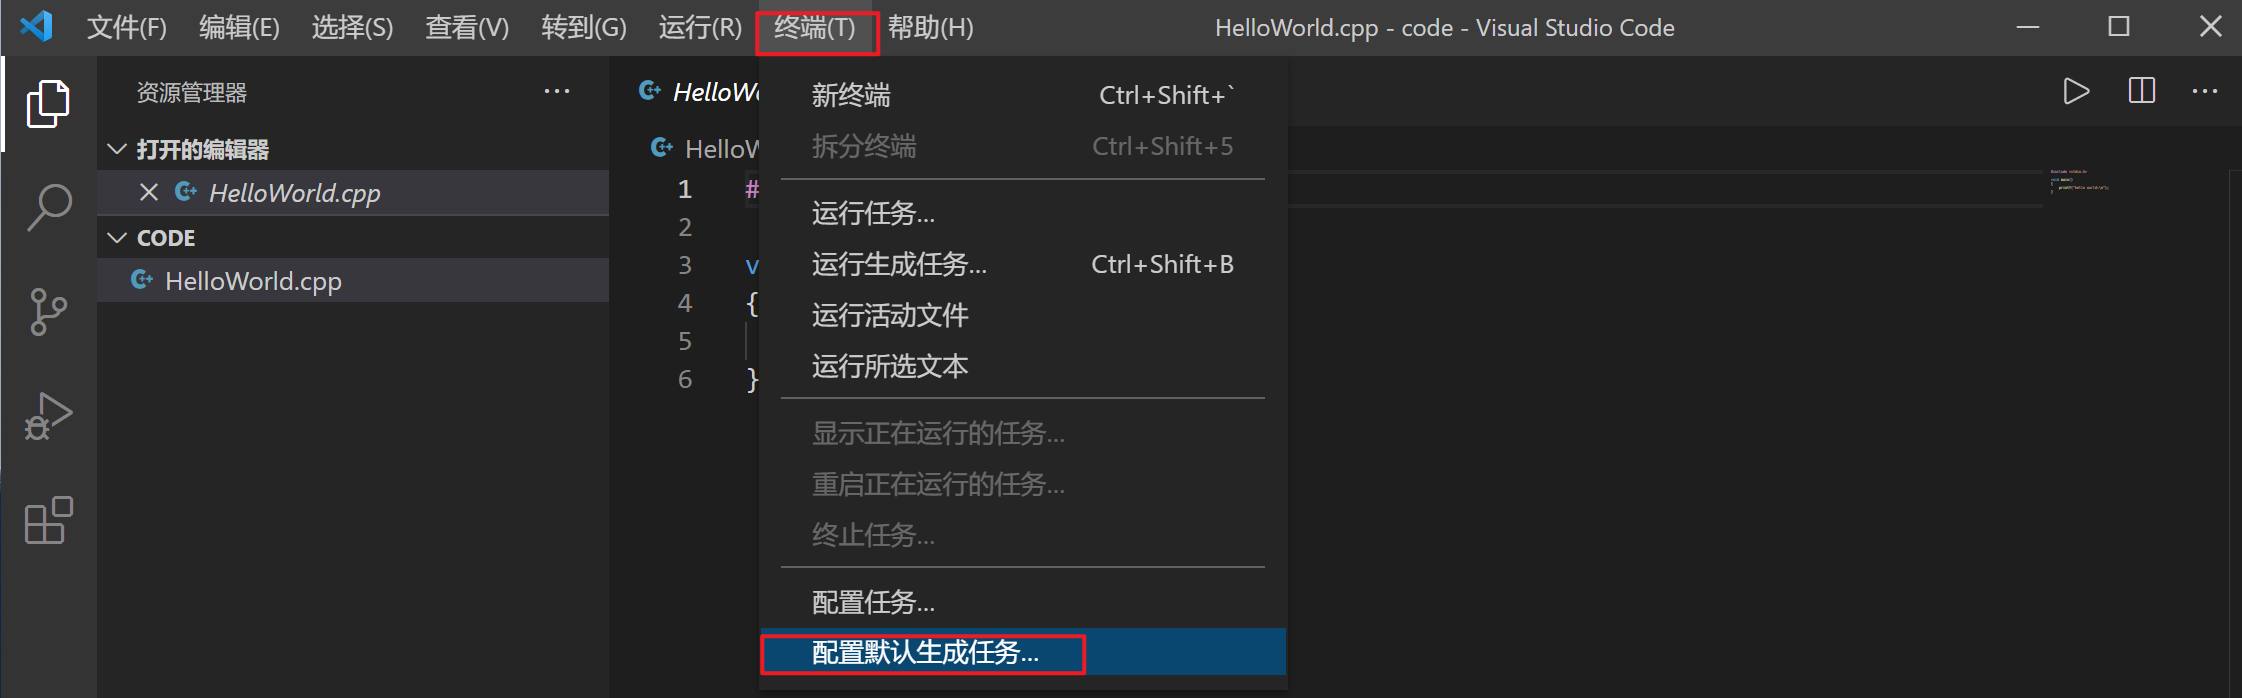 文件(F) 编辑(E) 选择(S) 查看(V) 转到(G) 运行(R) 终端(T) 帮助(H) HelloWorld.cpp - code - Visual Studio Code
资源管理器
打开的编辑器
HelloWorld.cpp
CODE
HelloWorld.cpp
HelloWo
HelloW
1 #
2
3 v
4 {
5
6 }
新终端 Ctrl+Shift+`
拆分终端 Ctrl+Shift+5
运行任务...
运行生成任务... Ctrl+Shift+B
运行活动文件
运行所选文本
显示正在运行的任务...
重启正在运行的任务...
终止任务...
配置任务...
配置默认生成任务...